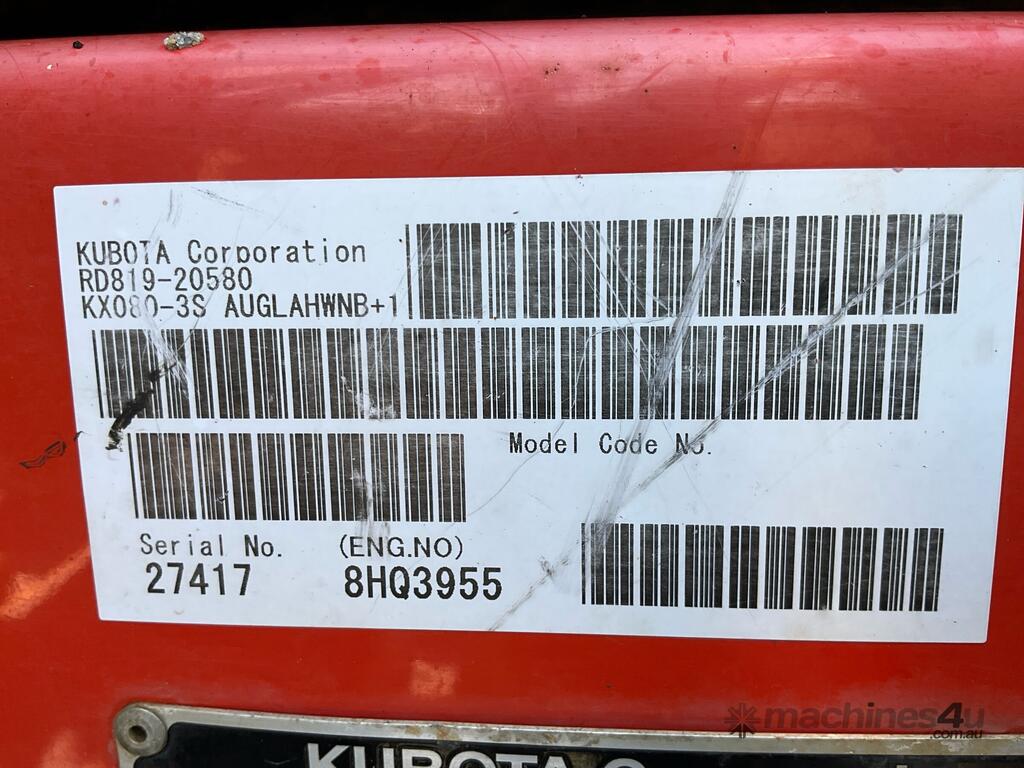 KUBOTA Corporation
RD819-20580
KX080-3S AUGLAHWNB+1
Model Code No.
Serial No. (ENG.NO)
27417 8HQ3955
machines4u
.com.au
KUBOTA